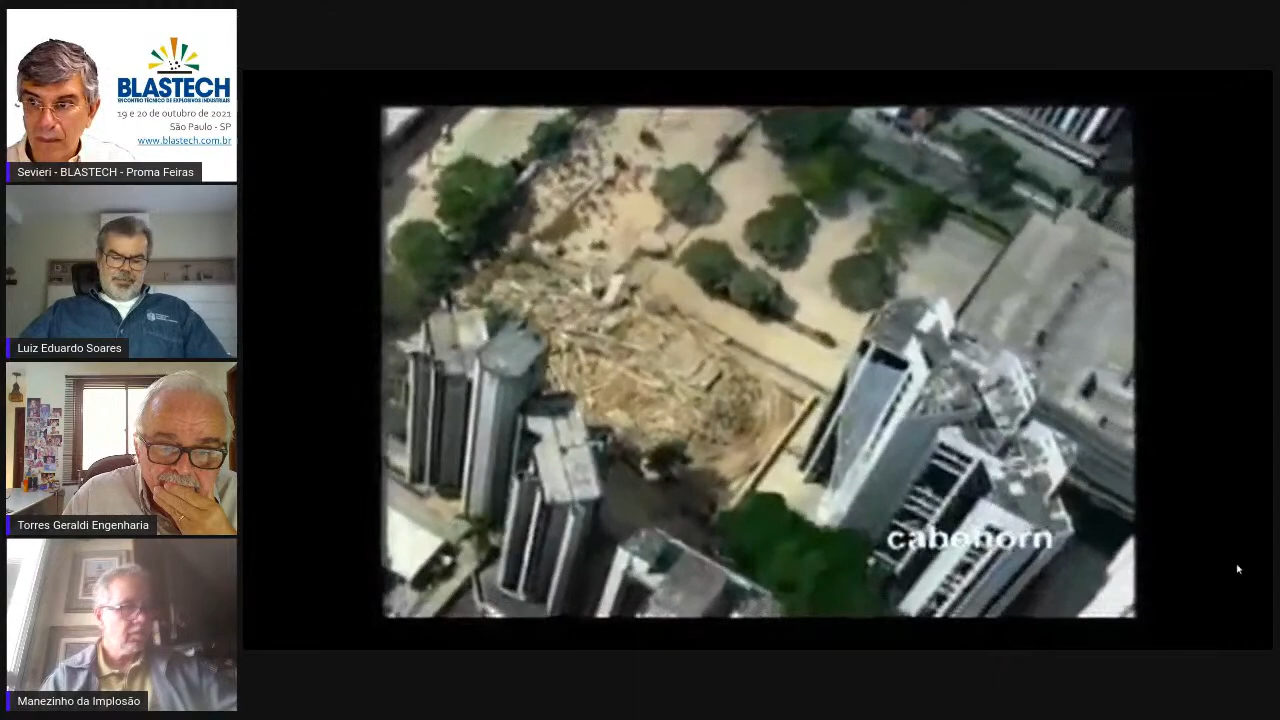 BLASTECH
ENCONTRO TÉCNICO DE EXPLOSIVOS INDUSTRIAIS
19 e 20 de outubro de 2021
São Paulo - SP
www.blastech.com.br
Sevieri - BLASTECH - Proma Feiras
Luiz Eduardo Soares
Torres Geraldi Engenharia
Manezinho da Implosão
cabehorn